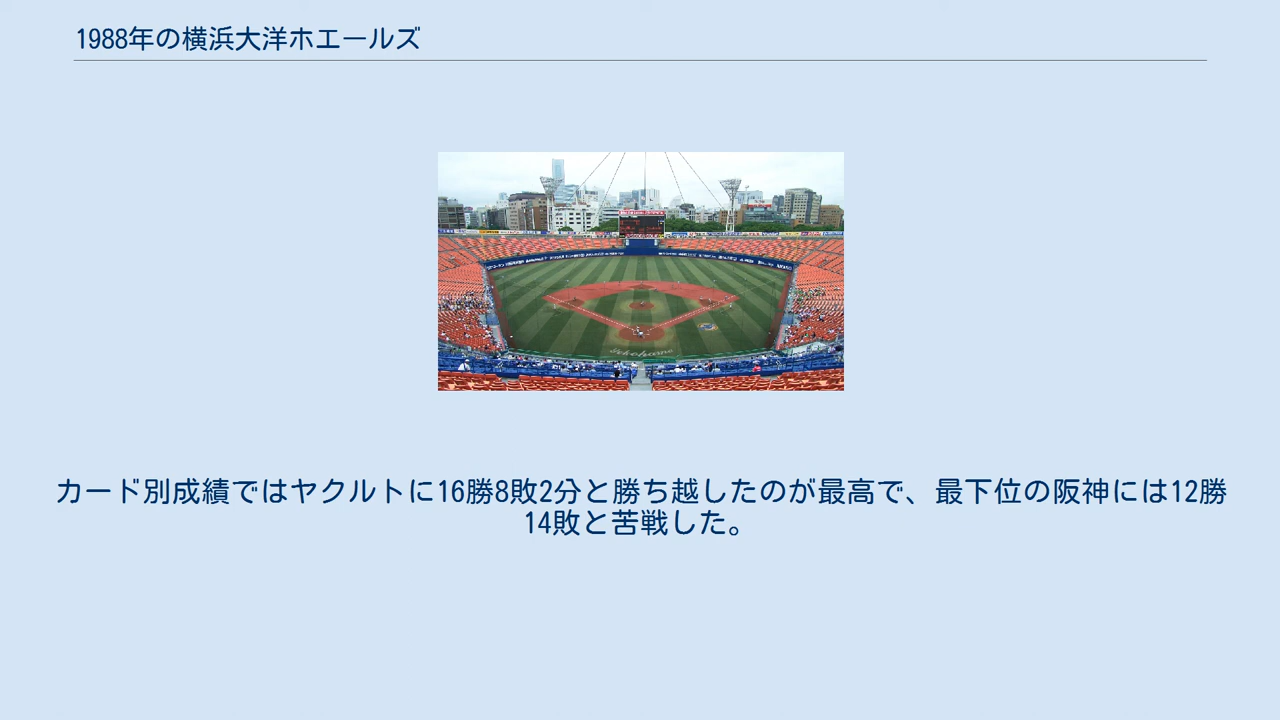 1988年の横浜大洋ホエールズ
カード別成績ではヤクルトに16勝8敗2分と勝ち越したのが最高で、最下位の阪神には12勝
14敗と苦戦した。
Yokohama